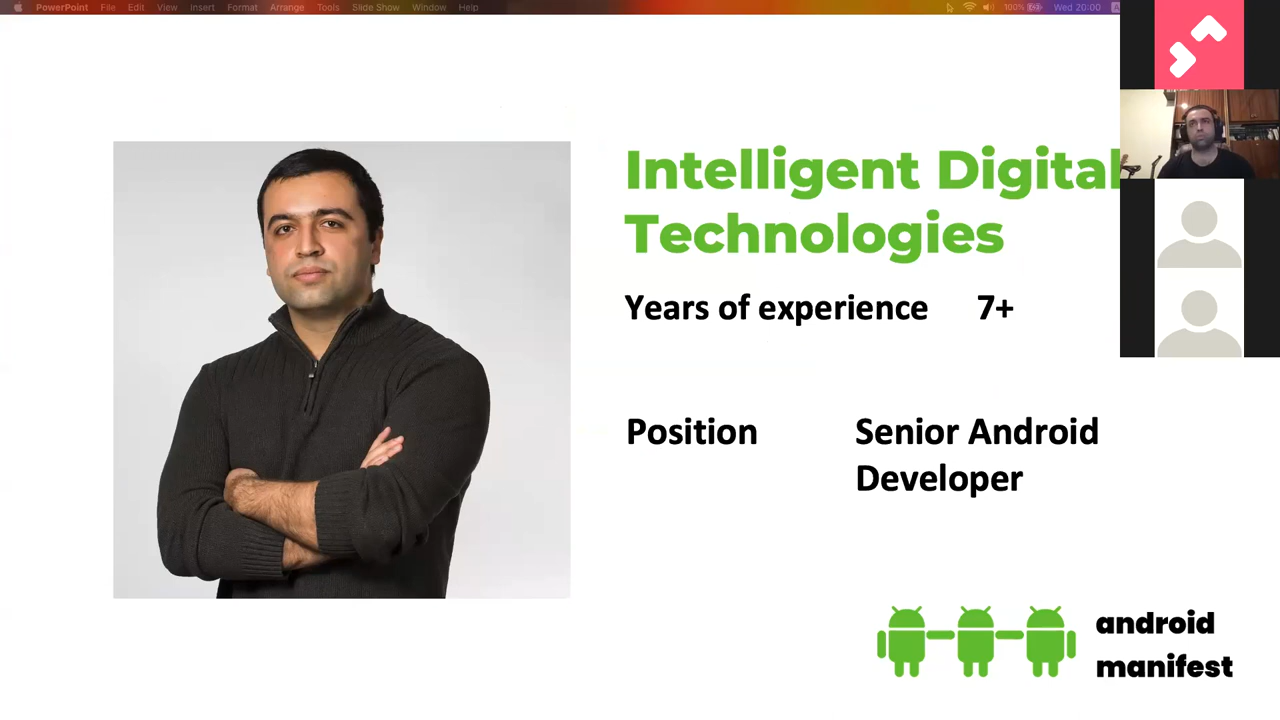 PowerPoint File Edit View Insert Format Arrange Tools Slide Show Window Help 100% Wed 20:00 A
Intelligent Digital
Technologies
Years of experience 7+
Position Senior Android
Developer
android
manifest